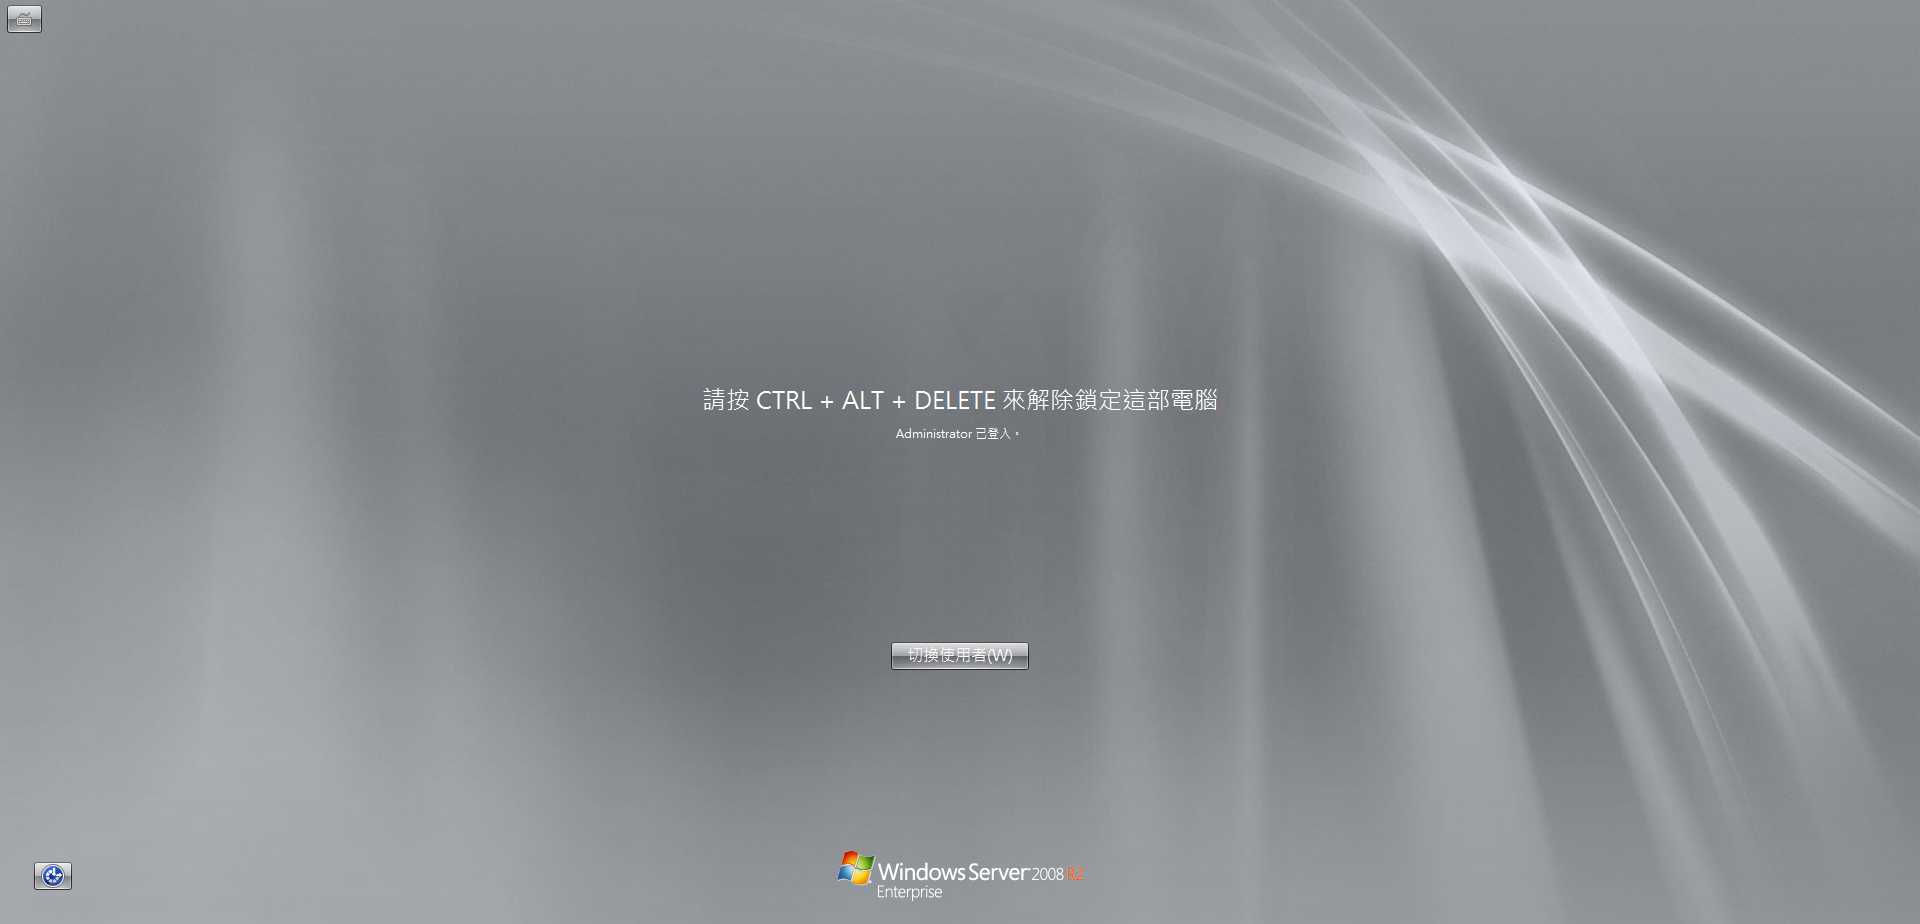 請按 CTRL + ALT + DELETE 來解除鎖定這部電腦
Administrator 已登入。
切換使用者(W)
Windows Server 2008 R2
Enterprise